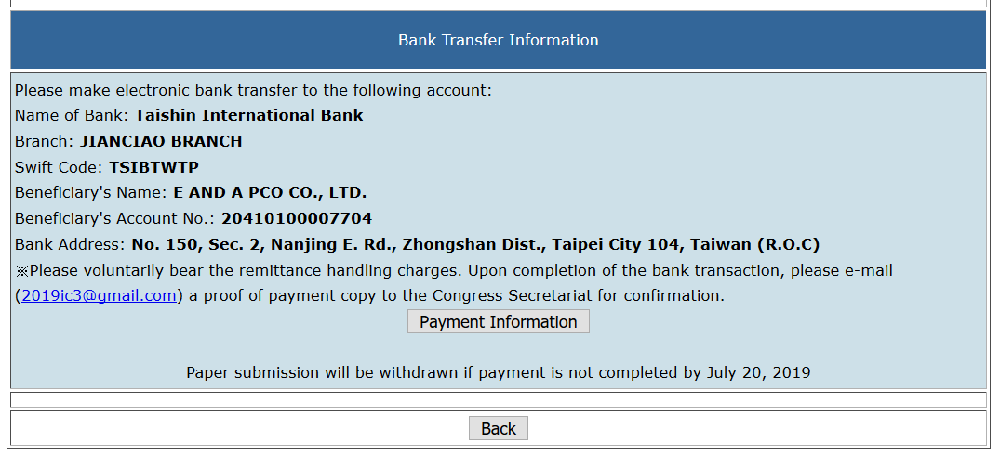 Bank Transfer Information
Please make electronic bank transfer to the following account:
Name of Bank: Taishin International Bank
Branch: JIANCIAO BRANCH
Swift Code: TSIBTWTP
Beneficiary's Name: E AND A PCO CO., LTD.
Beneficiary's Account No.: 20410100007704
Bank Address: No. 150, Sec. 2, Nanjing E. Rd., Zhongshan Dist., Taipei City 104, Taiwan (R.O.C)
※Please voluntarily bear the remittance handling charges. Upon completion of the bank transaction, please e-mail
(2019ic3@gmail.com) a proof of payment copy to the Congress Secretariat for confirmation.
Payment Information
Paper submission will be withdrawn if payment is not completed by July 20, 2019
Back